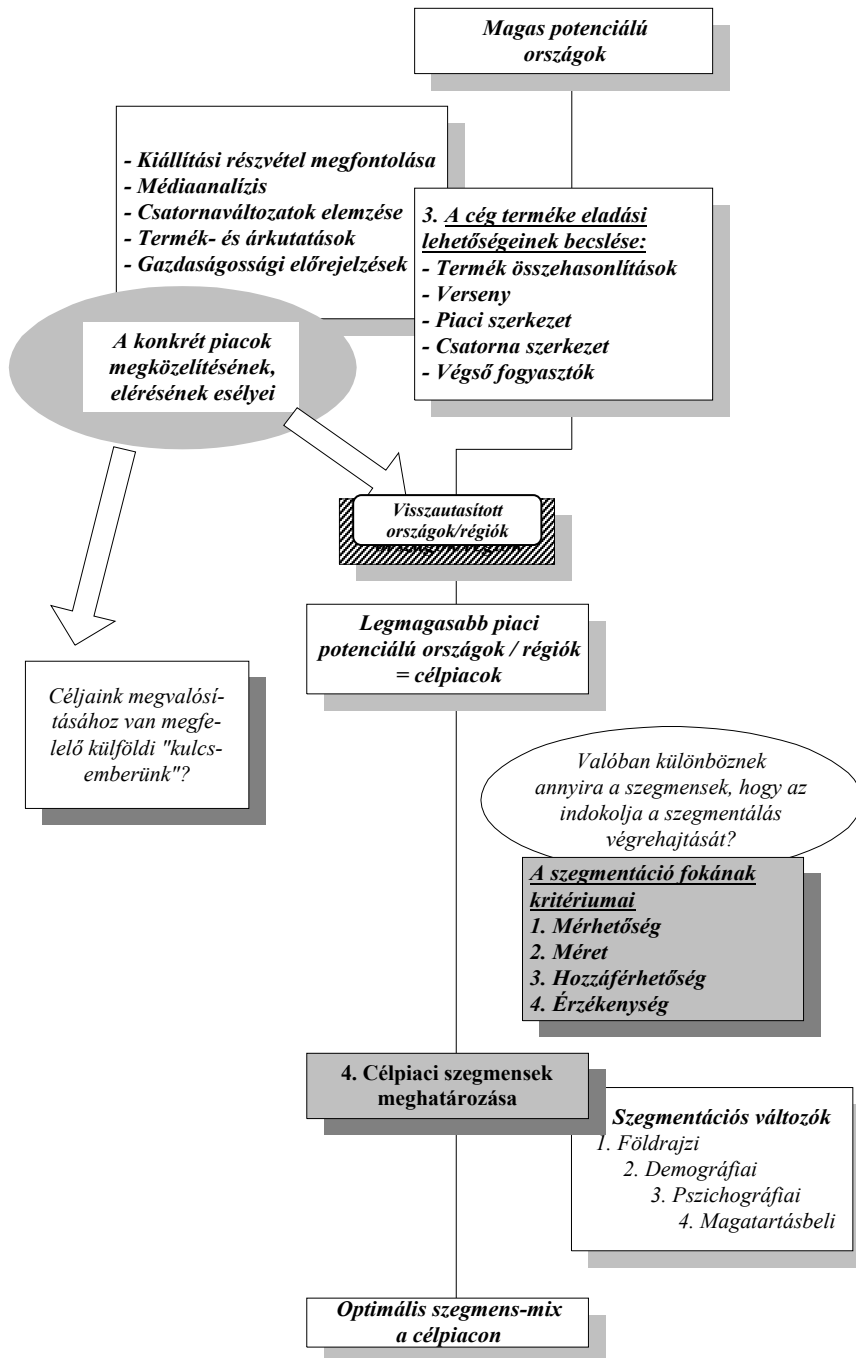 Magas potenciálú
országok
- Kiállítási részvétel megfontolása
- Médiaanalízis
- Csatornaváltozatok elemzése
- Termék- és árkutatások
- Gazdaságossági előrejelzések
3. A cég terméke eladási
lehetőségeinek becslése:
- Termék összehasonlítások
- Verseny
- Piaci szerkezet
- Csatorna szerkezet
- Végső fogyasztók
A konkrét piacok
megközelítésének,
elérésének esélyei
Visszautasított
országok/régiók
országok/régiók
Legmagasabb piaci
potenciálú országok / régiók
= célpiacok
Céljaink megvalósí-
tásához van megfe-
lelő külföldi "kulcs-
emberünk"?
Valóban különböznek
annyira a szegmensek, hogy az
indokolja a szegmentálás
végrehajtását?
A szegmentáció fokának
kritériumai
1. Mérhetőség
2. Méret
3. Hozzáférhetőség
4. Érzékenység
4. Célpiaci szegmensek
meghatározása
Szegmentációs változók
1. Földrajzi
2. Demográfiai
3. Pszichográfiai
4. Magatartásbeli
Optimális szegmens-mix
a célpiacon